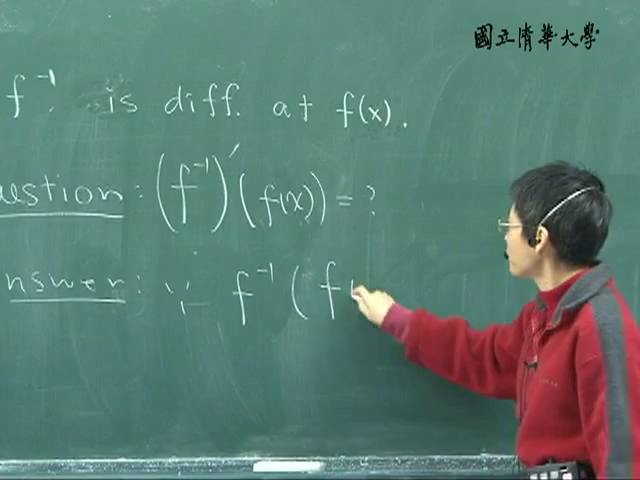 國立清華大學
f⁻¹ is diff. at f(x).
uestion: (f⁻¹)′(f(x)) = ?
nswer: ∵ f⁻¹(f